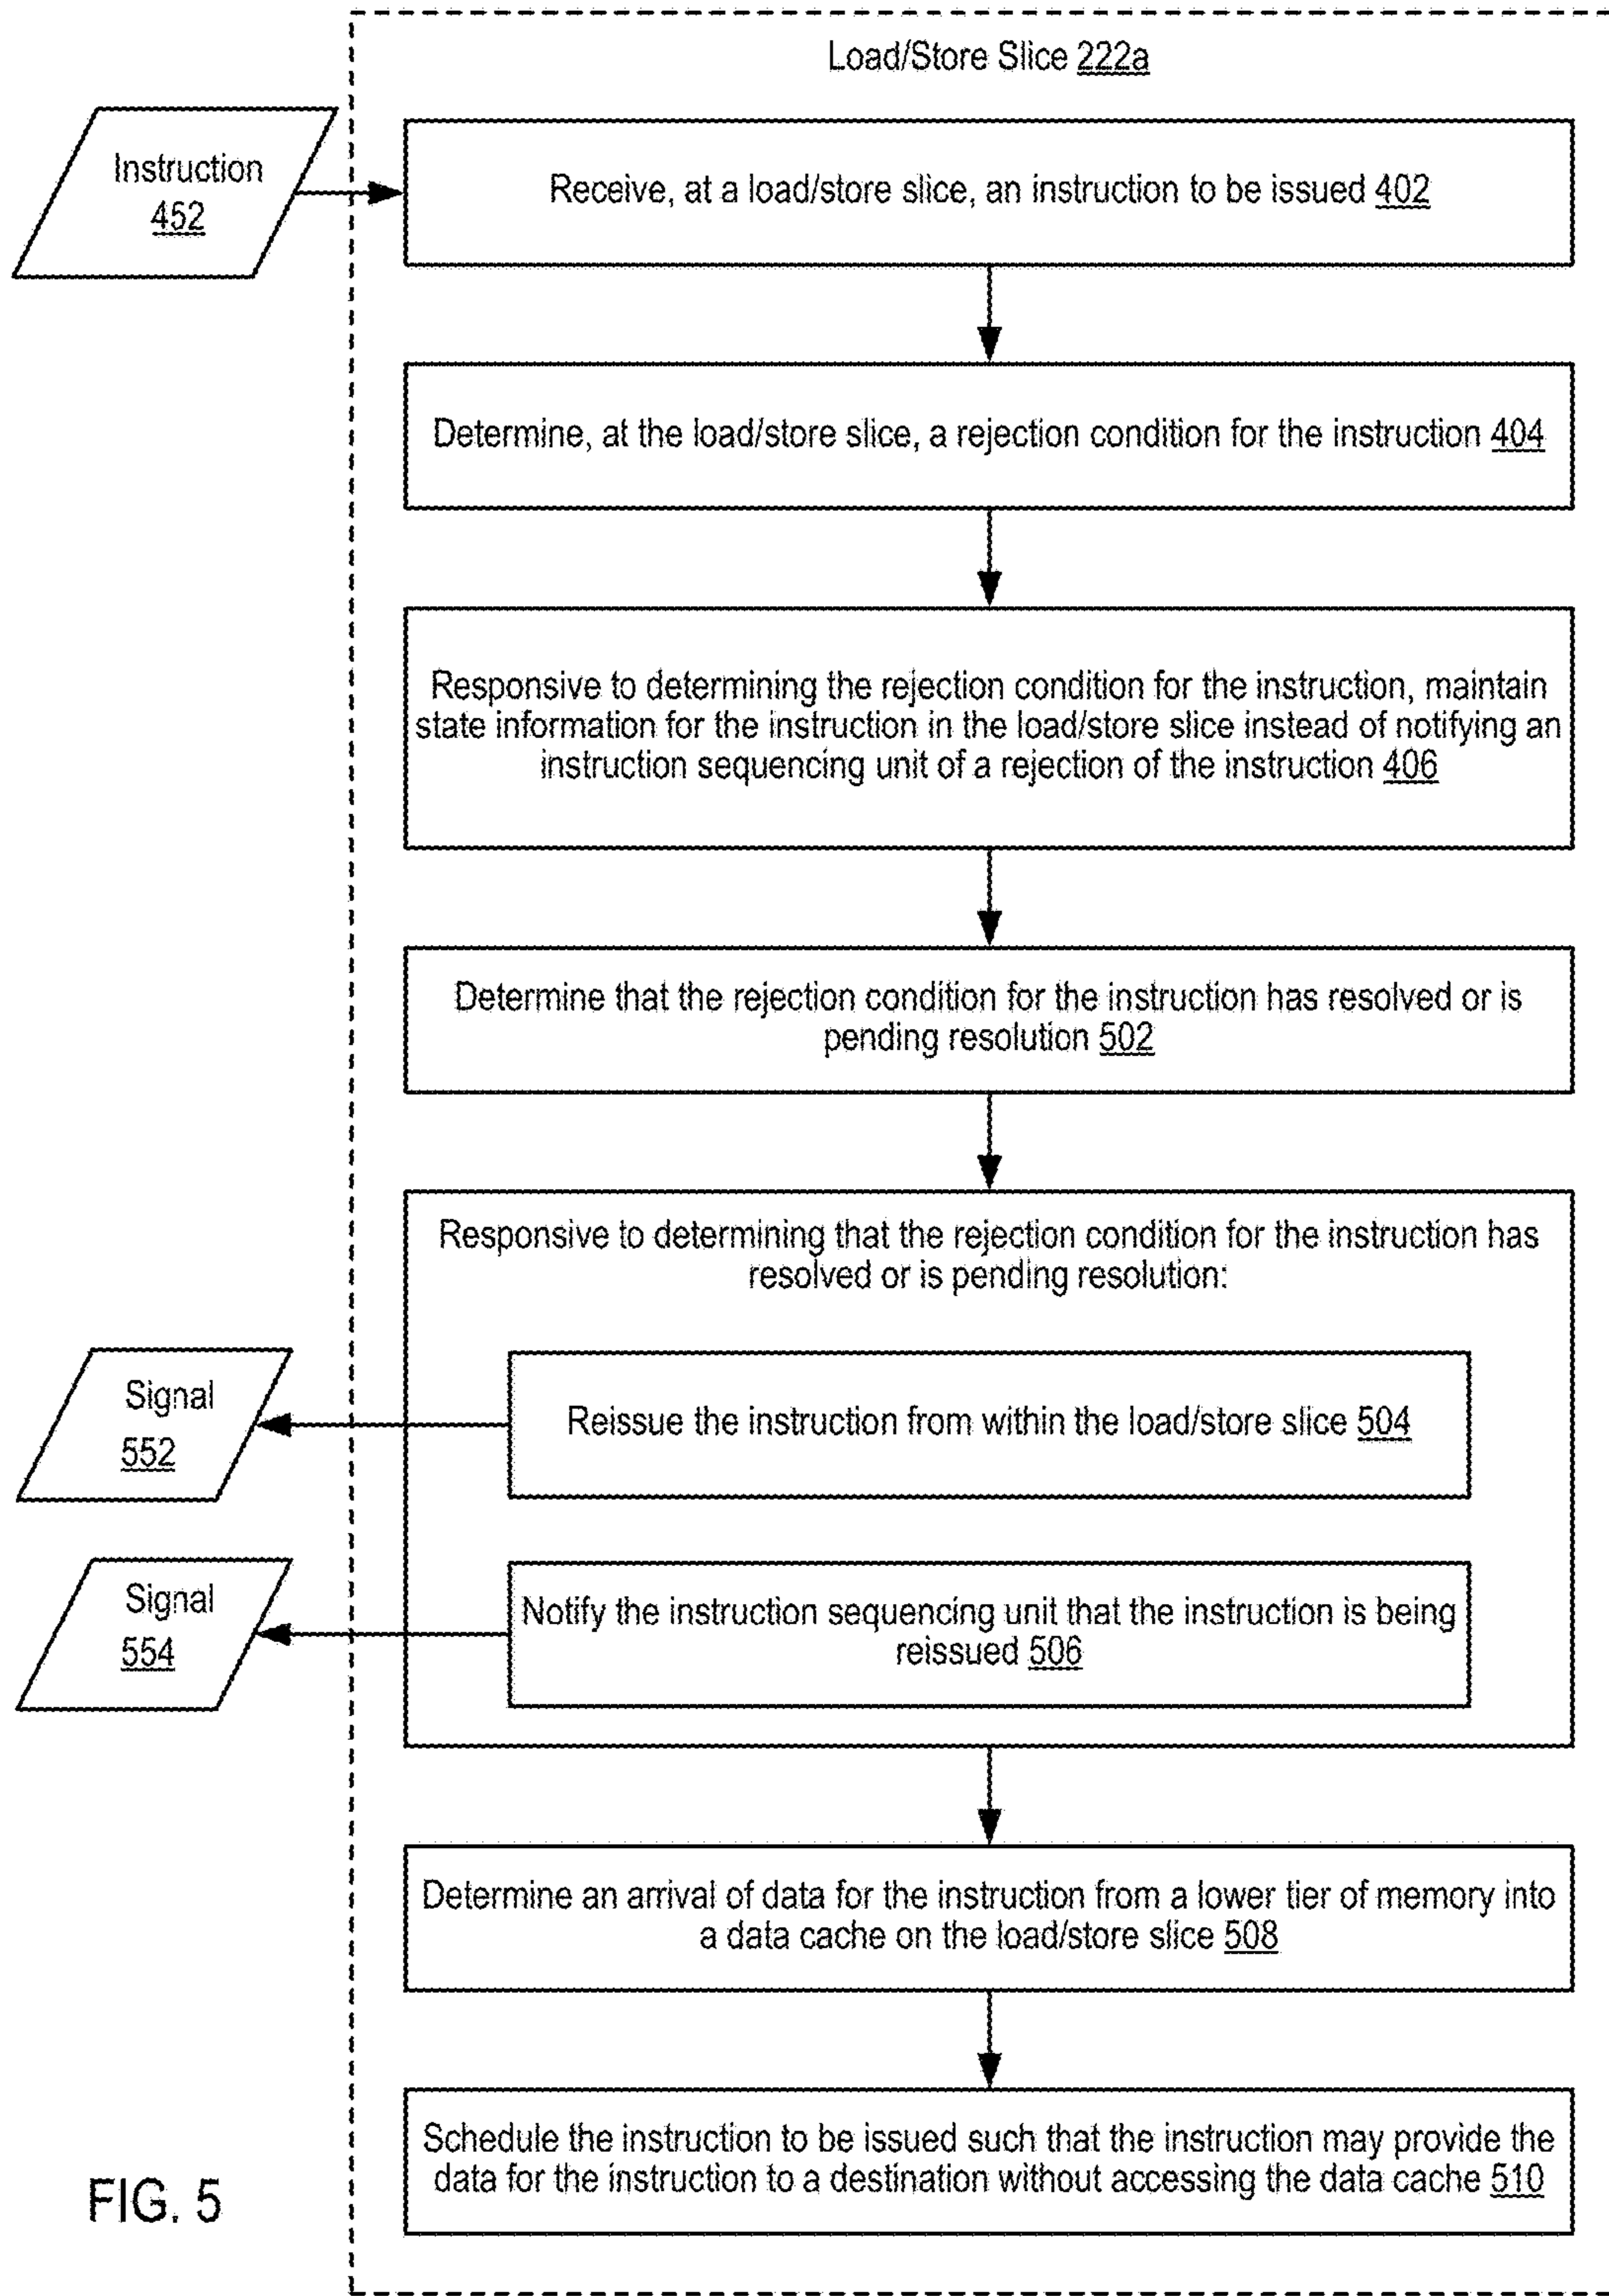 Load/Store Slice 222a
Instruction
452
Receive, at a load/store slice, an instruction to be issued 402
Determine, at the load/store slice, a rejection condition for the instruction 404
Responsive to determining the rejection condition for the instruction, maintain
state information for the instruction in the load/store slice instead of notifying an
instruction sequencing unit of a rejection of the instruction 406
Determine that the rejection condition for the instruction has resolved or is
pending resolution 502
Responsive to determining that the rejection condition for the instruction has
resolved or is pending resolution:
Signal
552
Reissue the instruction from within the load/store slice 504
Signal
554
Notify the instruction sequencing unit that the instruction is being
reissued 506
Determine an arrival of data for the instruction from a lower tier of memory into
a data cache on the load/store slice 508
Schedule the instruction to be issued such that the instruction may provide the
data for the instruction to a destination without accessing the data cache 510
FIG. 5